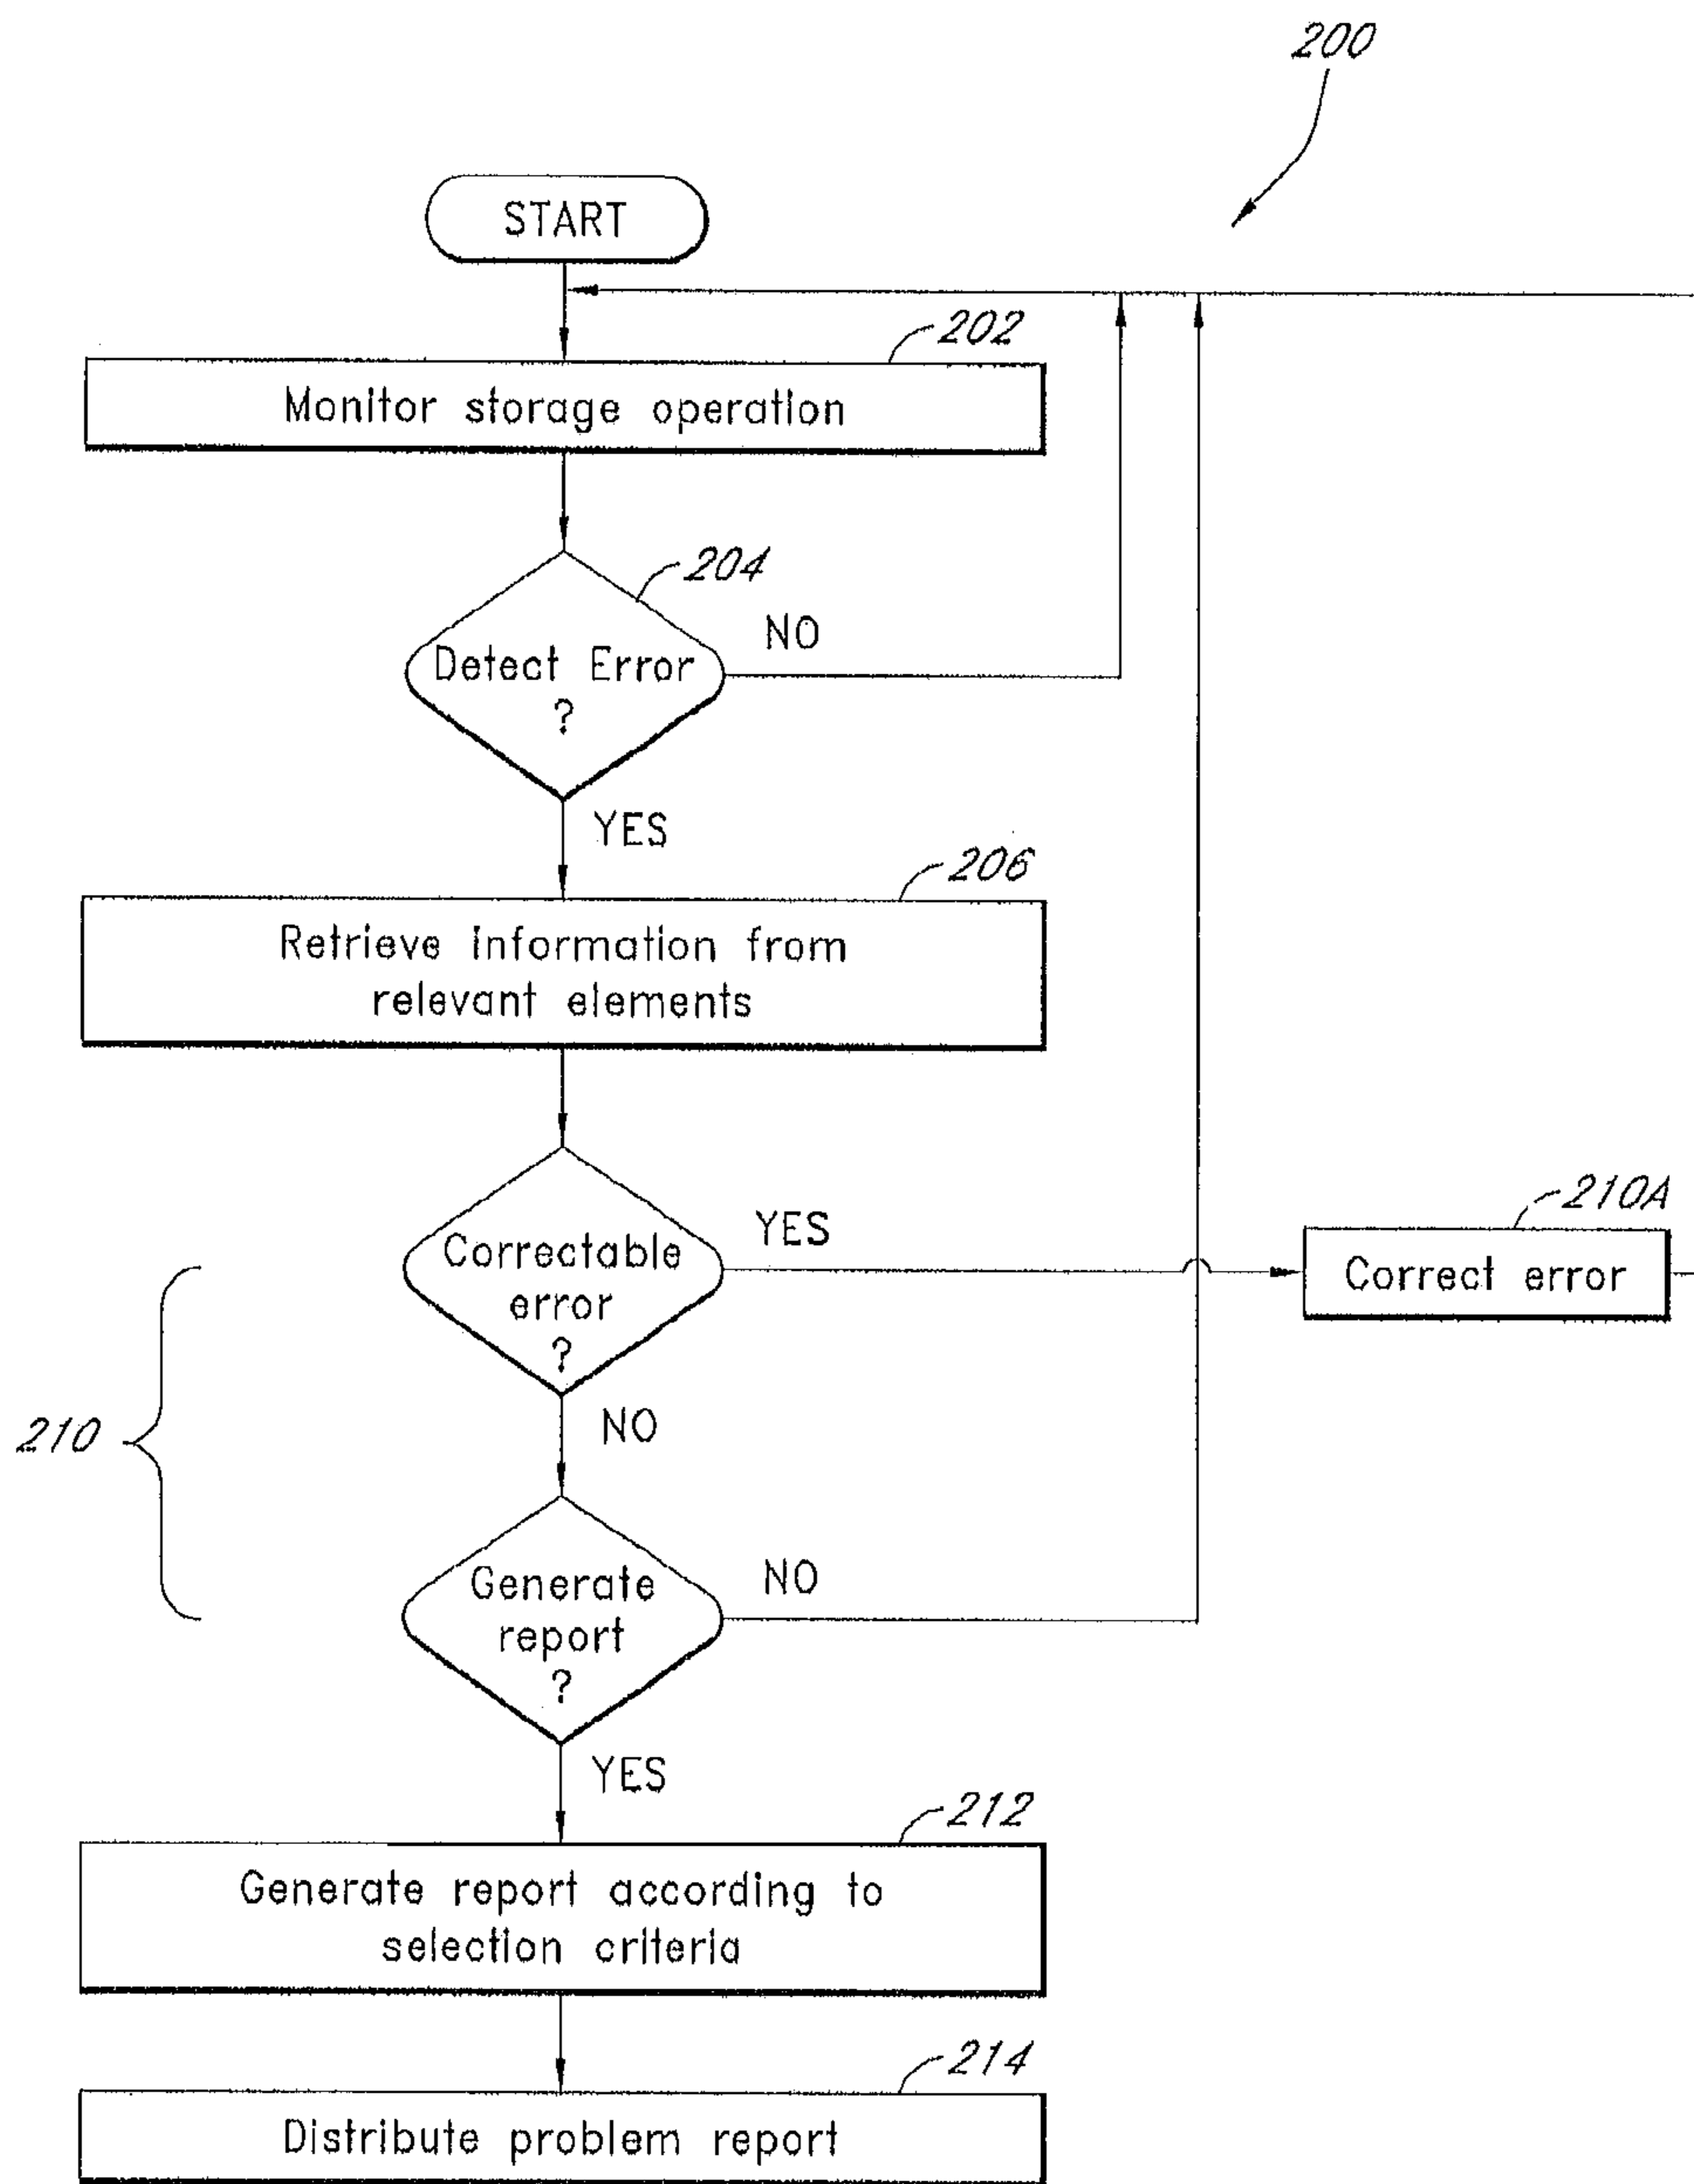 200
START
202
Monitor storage operation
204
Detect Error
?
NO
YES
206
Retrieve information from
relevant elements
Correctable
error
?
YES
210A
Correct error
210
NO
Generate
report
?
NO
YES
212
Generate report according to
selection criteria
214
Distribute problem report